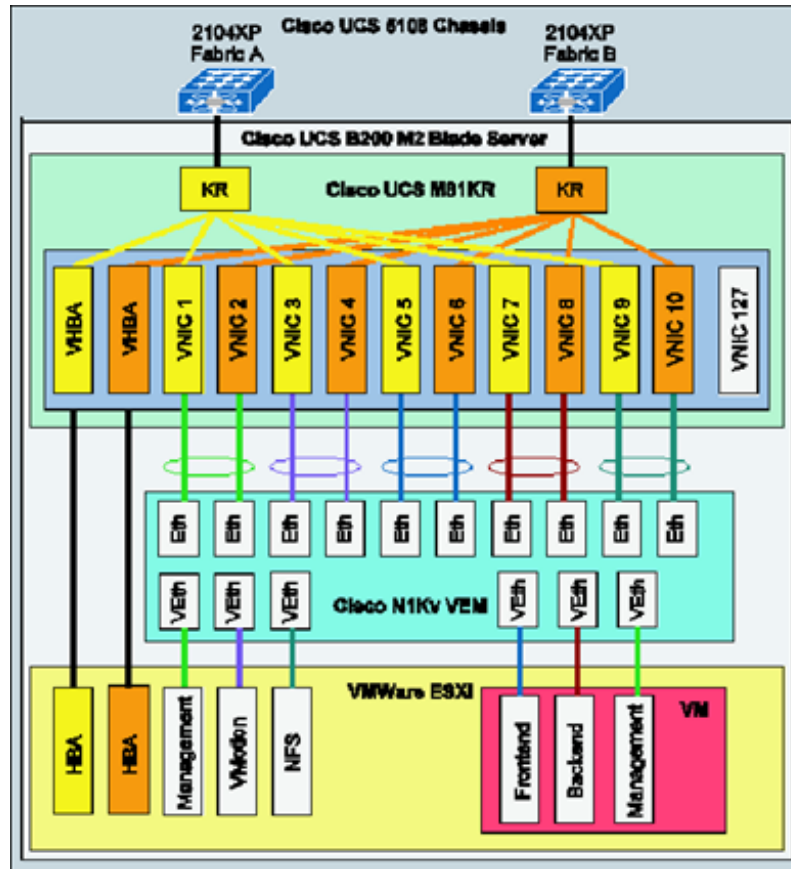 Cisco UCS 5108 Chassis
2104XP
Fabric A
2104XP
Fabric B
Cisco UCS B200 M2 Blade Server
KR
Cisco UCS M81KR
KR
VHBA
VHBA
VNIC 1
VNIC 2
VNIC 3
VNIC 4
VNIC 5
VNIC 6
VNIC 7
VNIC 8
VNIC 9
VNIC 10
VNIC 127
Eth
Eth
Eth
Eth
Eth
Eth
Eth
Eth
Eth
Eth
VEth
VEth
VEth
Cisco N1Kv VEM
VEth
VEth
VEth
VMWare ESXi
VM
HBA
HBA
Management
VMotion
NFS
Frontend
Backend
Management